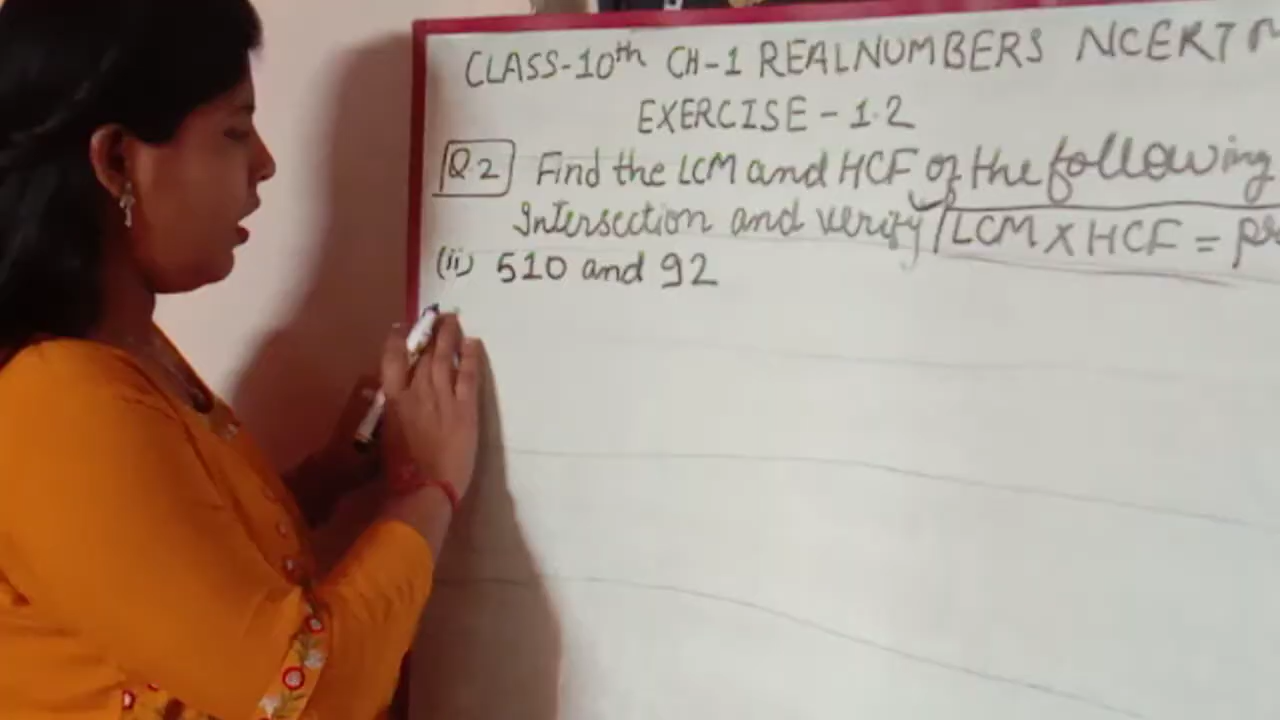 CLASS-10th CH-1 REALNUMBERS NCERT
EXERCISE - 1.2
Q.2 Find the LCM and HCF of the following
Intersection and verify LCM X HCF =
(ii) 510 and 92